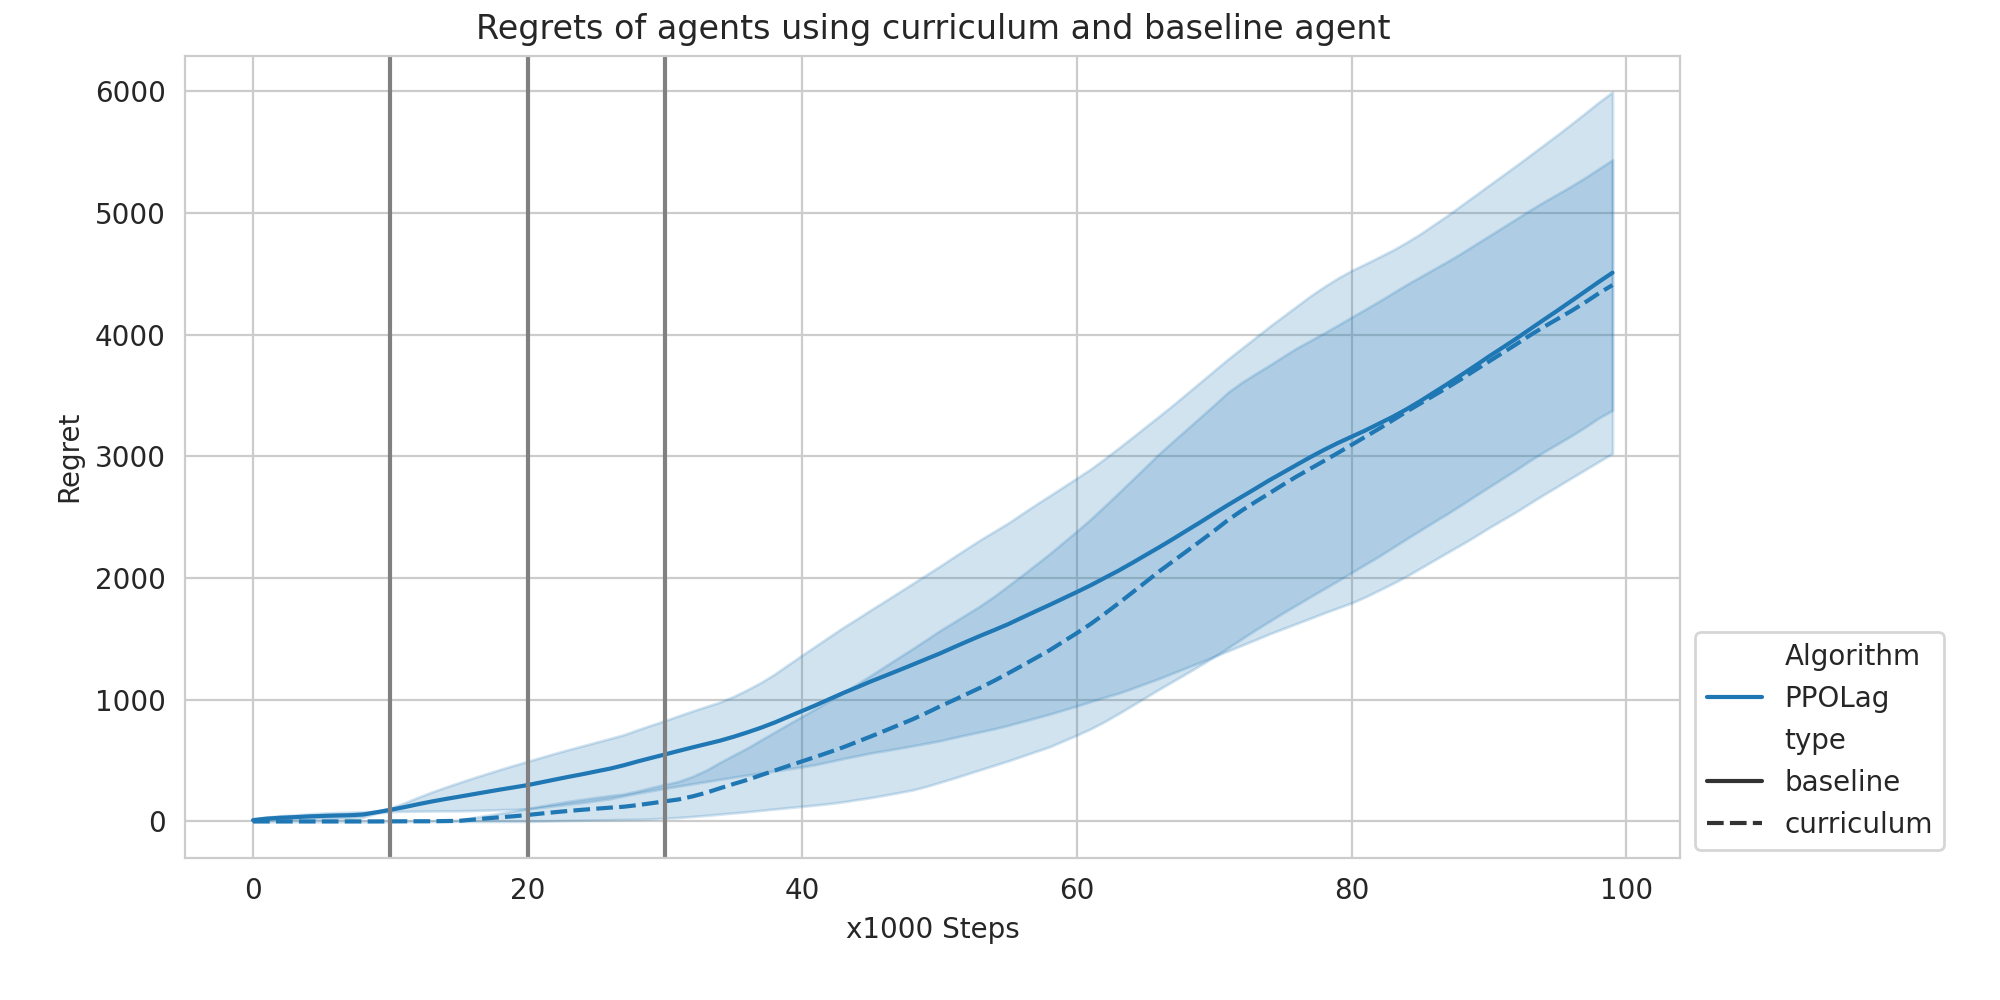 Regrets of agents using curriculum and baseline agent
6000
5000
4000
3000
2000
1000
0
Regret
0 20 40 60 80 100
x1000 Steps
Algorithm
PPOLag
type
baseline
curriculum